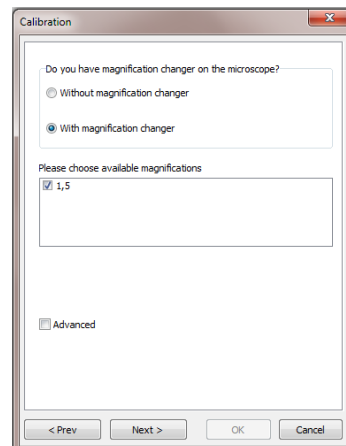 Calibration
Do you have magnification changer on the microscope?
Without magnification changer
With magnification changer
Please choose available magnifications
1,5
Advanced
< Prev
Next >
OK
Cancel